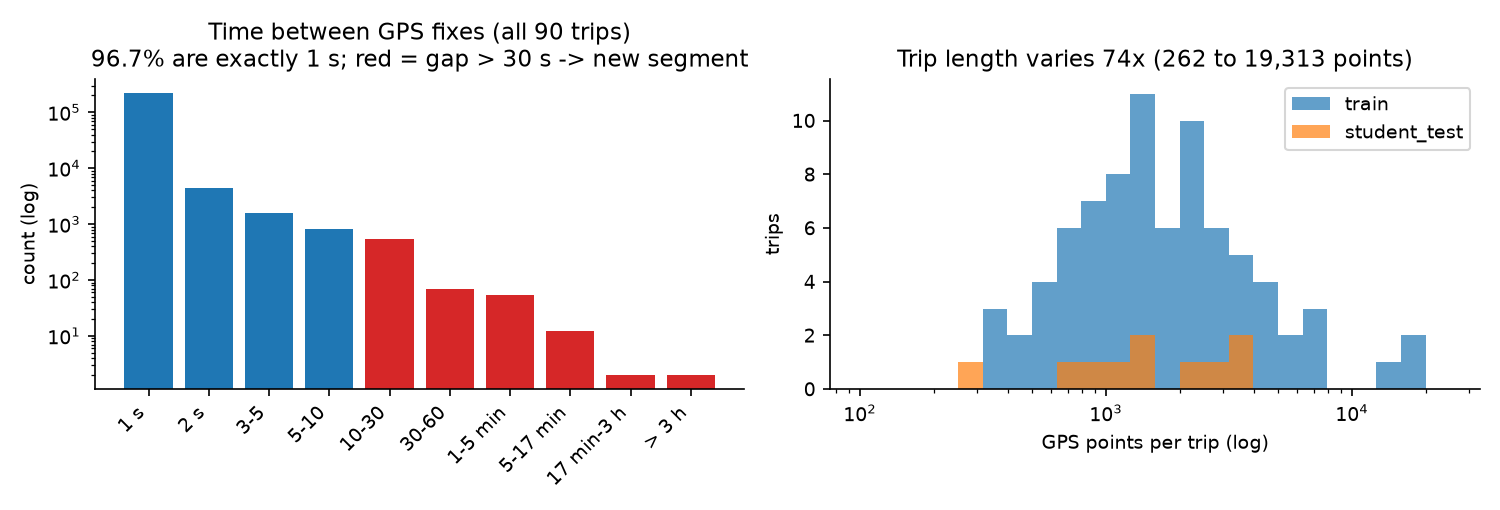 Time between GPS fixes (all 90 trips)
96.7% are exactly 1 s; red = gap > 30 s -> new segment
count (log)
10⁵
10⁴
10³
10²
10¹
1 s
2 s
3-5
5-10
10-30
30-60
1-5 min
5-17 min
17 min-3 h
> 3 h
Trip length varies 74x (262 to 19,313 points)
train
student_test
trips
10
8
6
4
2
0
10²
10³
10⁴
GPS points per trip (log)